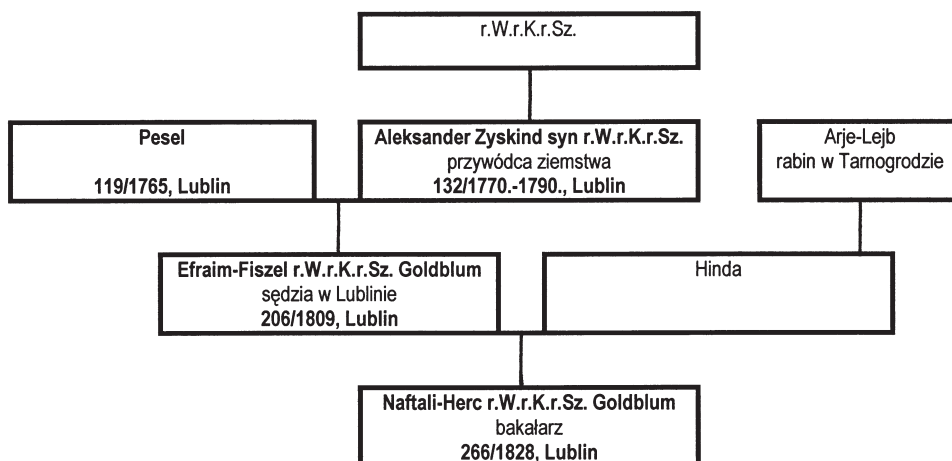 r.W.r.K.r.Sz.
Pesel
119/1765, Lublin
Aleksander Zyskind syn r.W.r.K.r.Sz.
przywódca ziemstwa
132/1770.-1790., Lublin
Arje-Lejb
rabin w Tarnogrodzie
Efraim-Fiszel r.W.r.K.r.Sz. Goldblum
sędzia w Lublinie
206/1809, Lublin
Hinda
Naftali-Herc r.W.r.K.r.Sz. Goldblum
bakałarz
266/1828, Lublin